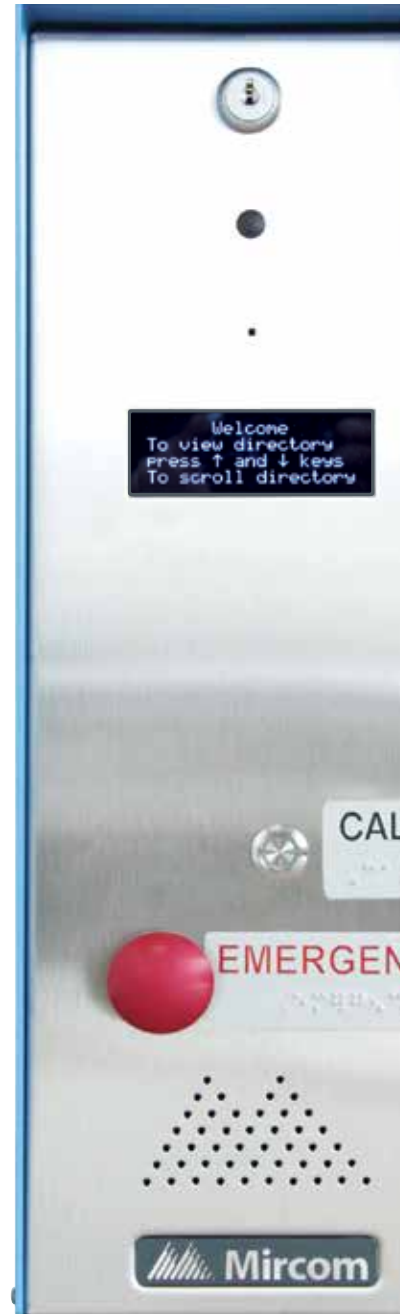 Welcome
To view directory
press ↑ and ↓ keys
To scroll directory
CAL
EMERGEN
Mircom